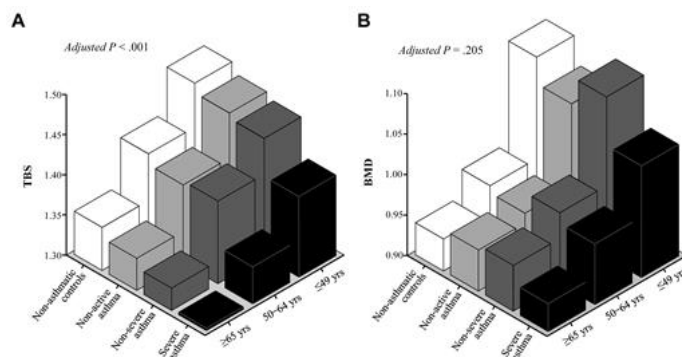 A
Adjusted P < .001
1.50
1.45
1.40
1.35
1.30
TBS
Non-asthmatic
controls
Non-active
asthma
Non-severe
asthma
Severe
asthma
≥65 yrs
50~64 yrs
≤49 yrs
B
Adjusted P = .205
1.10
1.05
1.00
0.95
0.90
BMD
Non-asthmatic
controls
Non-active
asthma
Non-severe
asthma
Severe
asthma
≥65 yrs
50~64 yrs
≤49 yrs